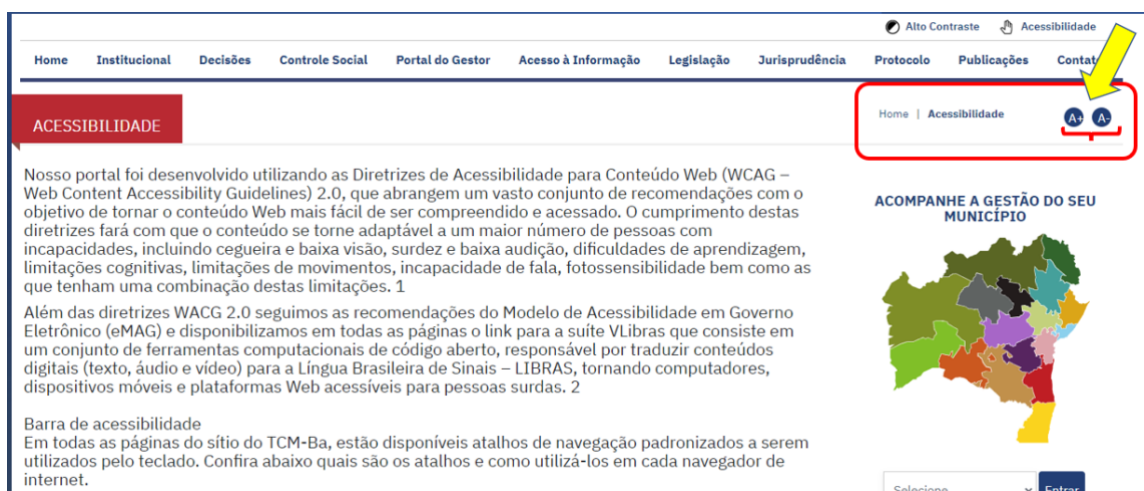 Alto Contraste Acessibilidade
Home Institucional Decisões Controle Social Portal do Gestor Acesso à Informação Legislação Jurisprudência Protocolo Publicações Contat
ACESSIBILIDADE
Home | Acessibilidade A+ A-
Nosso portal foi desenvolvido utilizando as Diretrizes de Acessibilidade para Conteúdo Web (WCAG –
Web Content Accessibility Guidelines) 2.0, que abrangem um vasto conjunto de recomendações com o
objetivo de tornar o conteúdo Web mais fácil de ser compreendido e acessado. O cumprimento destas
diretrizes fará com que o conteúdo se torne adaptável a um maior número de pessoas com
incapacidades, incluindo cegueira e baixa visão, surdez e baixa audição, dificuldades de aprendizagem,
limitações cognitivas, limitações de movimentos, incapacidade de fala, fotossensibilidade bem como as
que tenham uma combinação destas limitações. 1
Além das diretrizes WACG 2.0 seguimos as recomendações do Modelo de Acessibilidade em Governo
Eletrônico (eMAG) e disponibilizamos em todas as páginas o link para a suíte VLibras que consiste em
um conjunto de ferramentas computacionais de código aberto, responsável por traduzir conteúdos
digitais (texto, áudio e vídeo) para a Língua Brasileira de Sinais – LIBRAS, tornando computadores,
dispositivos móveis e plataformas Web acessíveis para pessoas surdas. 2
Barra de acessibilidade
Em todas as páginas do sítio do TCM-Ba, estão disponíveis atalhos de navegação padronizados a serem
utilizados pelo teclado. Confira abaixo quais são os atalhos e como utilizá-los em cada navegador de
internet.
ACOMPANHE A GESTÃO DO SEU
MUNICÍPIO
Selecione Entrar